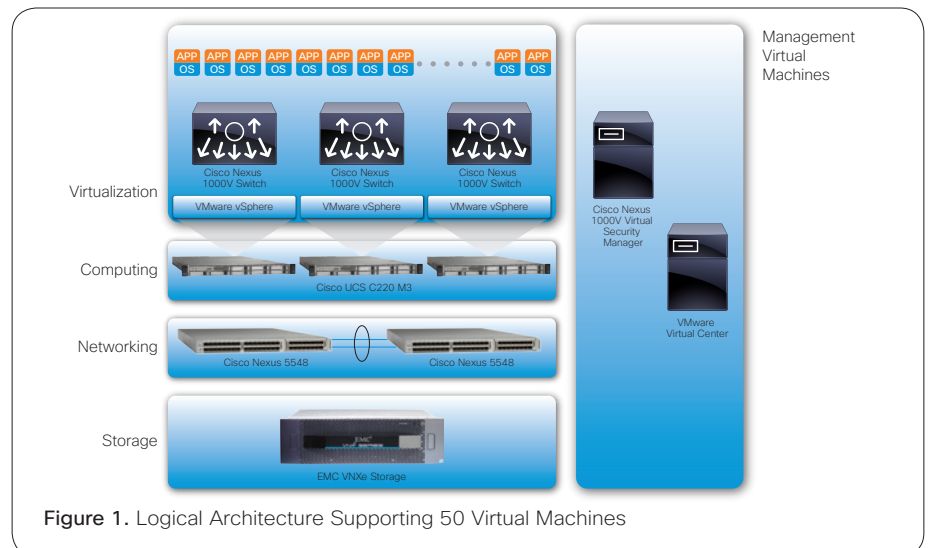 APP APP APP APP APP APP APP APP APP APP
OS OS OS OS OS OS OS OS OS OS
Cisco Nexus
1000V Switch
Cisco Nexus
1000V Switch
Cisco Nexus
1000V Switch
Virtualization
VMware vSphere
VMware vSphere
VMware vSphere
Computing
Cisco UCS C220 M3
Networking
Cisco Nexus 5548
Cisco Nexus 5548
Storage
EMC²
EMC VNXe Storage
Management
Virtual
Machines
Cisco Nexus
1000V Virtual
Security
Manager
VMware
Virtual Center
Figure 1. Logical Architecture Supporting 50 Virtual Machines